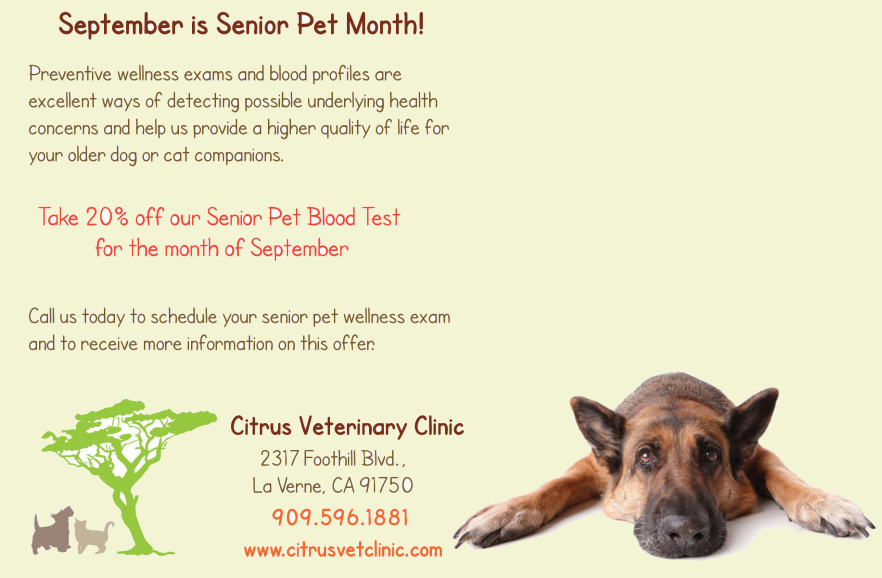 September is Senior Pet Month!
Preventive wellness exams and blood profiles are
excellent ways of detecting possible underlying health
concerns and help us provide a higher quality of life for
your older dog or cat companions.
Take 20% off our Senior Pet Blood Test
for the month of September
Call us today to schedule your senior pet wellness exam
and to receive more information on this offer.
Citrus Veterinary Clinic
2317 Foothill Blvd.,
La Verne, CA 91750
909.596.1881
www.citrusvetclinic.com